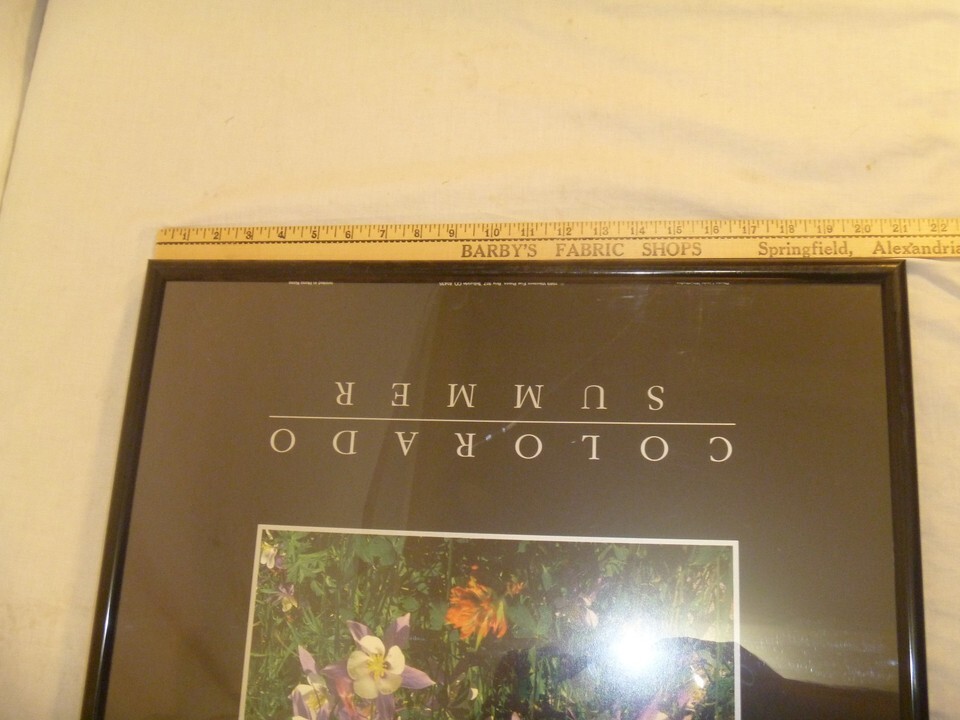 1 2 3 4 5 6 7 8 9 10 11 12 13 14 15 16 17 18 19 20 21 22
BARBY'S FABRIC SHOPS Springfield, Alexandria
COLORADO
SUMMER